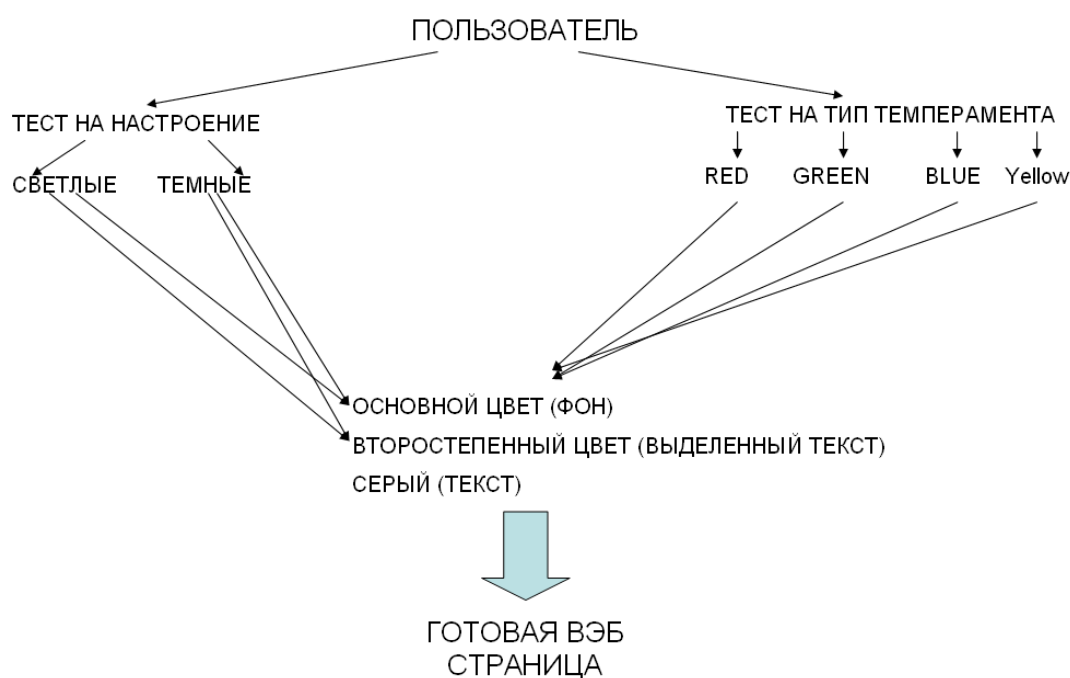 ПОЛЬЗОВАТЕЛЬ
ТЕСТ НА НАСТРОЕНИЕ
ТЕСТ НА ТИП ТЕМПЕРАМЕНТА
СВЕТЛЫЕ
ТЕМНЫЕ
RED
GREEN
BLUE
Yellow
ОСНОВНОЙ ЦВЕТ (ФОН)
ВТОРОСТЕПЕННЫЙ ЦВЕТ (ВЫДЕЛЕННЫЙ ТЕКСТ)
СЕРЫЙ (ТЕКСТ)
ГОТОВАЯ ВЭБ
СТРАНИЦА